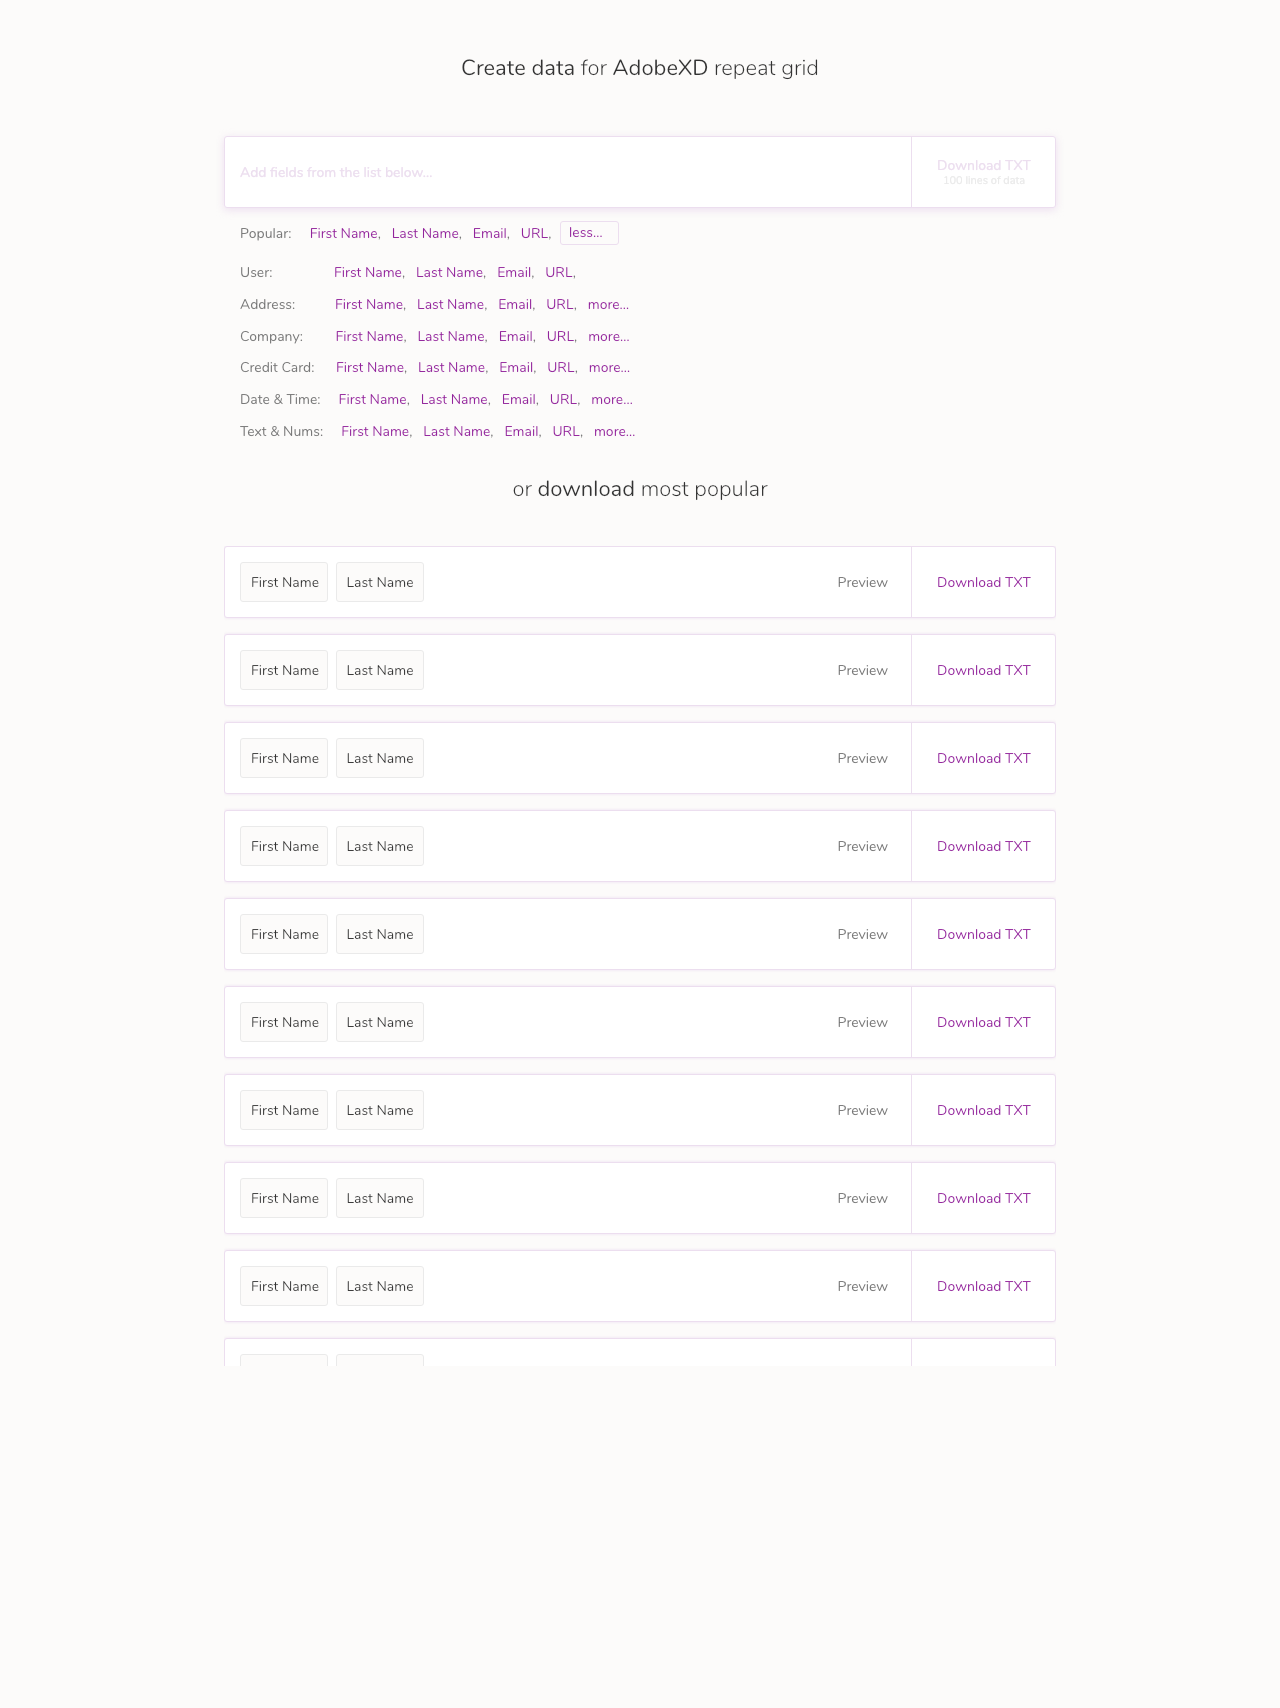 Create data for AdobeXD repeat grid
Add fields from the list below...
Download TXT
100 lines of data
Popular: First Name, Last Name, Email, URL, less...
User: First Name, Last Name, Email, URL,
Address: First Name, Last Name, Email, URL, more...
Company: First Name, Last Name, Email, URL, more...
Credit Card: First Name, Last Name, Email, URL, more...
Date & Time: First Name, Last Name, Email, URL, more...
Text & Nums: First Name, Last Name, Email, URL, more...
or download most popular
First Name Last Name Preview Download TXT
First Name Last Name Preview Download TXT
First Name Last Name Preview Download TXT
First Name Last Name Preview Download TXT
First Name Last Name Preview Download TXT
First Name Last Name Preview Download TXT
First Name Last Name Preview Download TXT
First Name Last Name Preview Download TXT
First Name Last Name Preview Download TXT